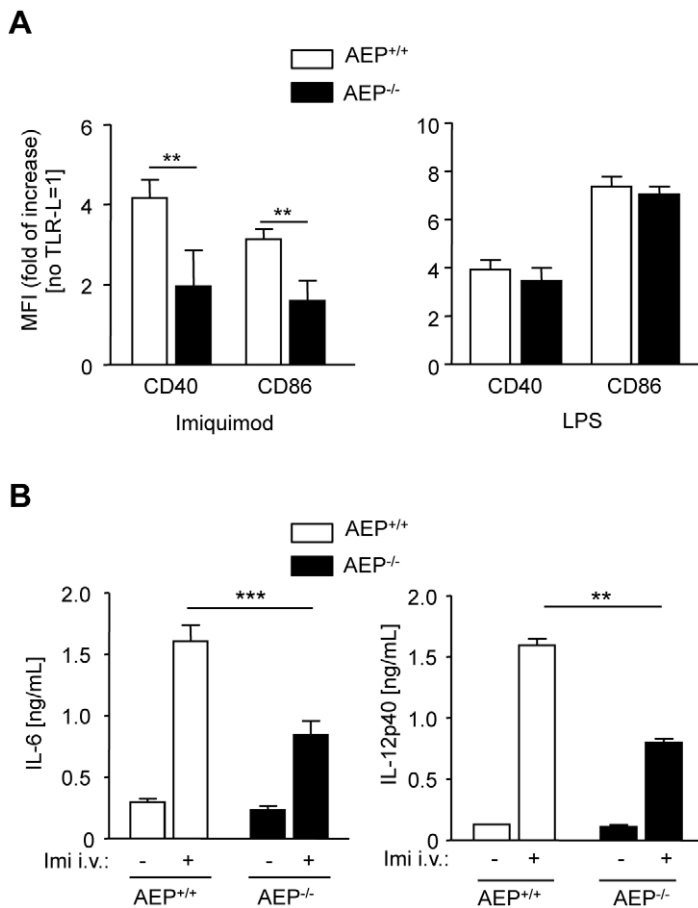 A
AEP+/+
AEP-/-
MFI (fold of increase)
[no TLR-L=1]
6
4
2
0
**
**
CD40 CD86
Imiquimod
10
8
6
4
2
0
CD40 CD86
LPS
B
AEP+/+
AEP-/-
IL-6 [ng/mL]
2.0
1.5
1.0
0.5
0
***
Imi i.v.: - + - +
AEP+/+ AEP-/-
IL-12p40 [ng/mL]
2.0
1.5
1.0
0.5
0
**
- + - +
AEP+/+ AEP-/-